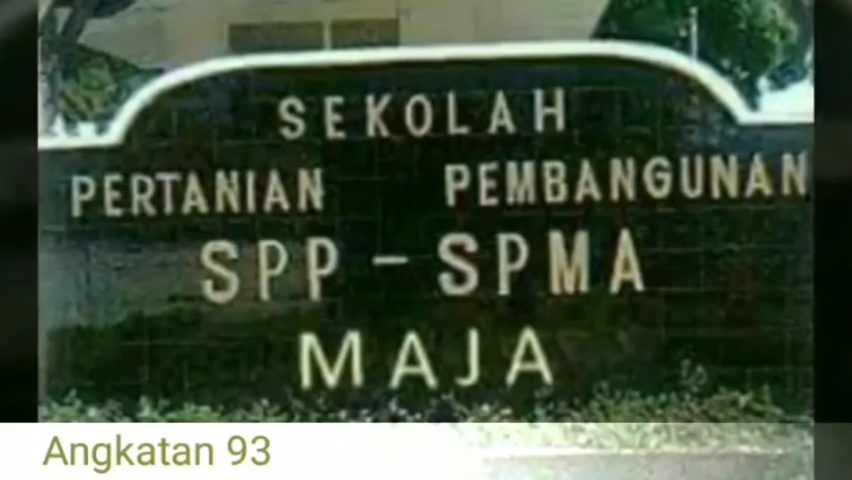 SEKOLAH
PERTANIAN PEMBANGUNAN
SPP-SPMA
MAJA
Angkatan 93